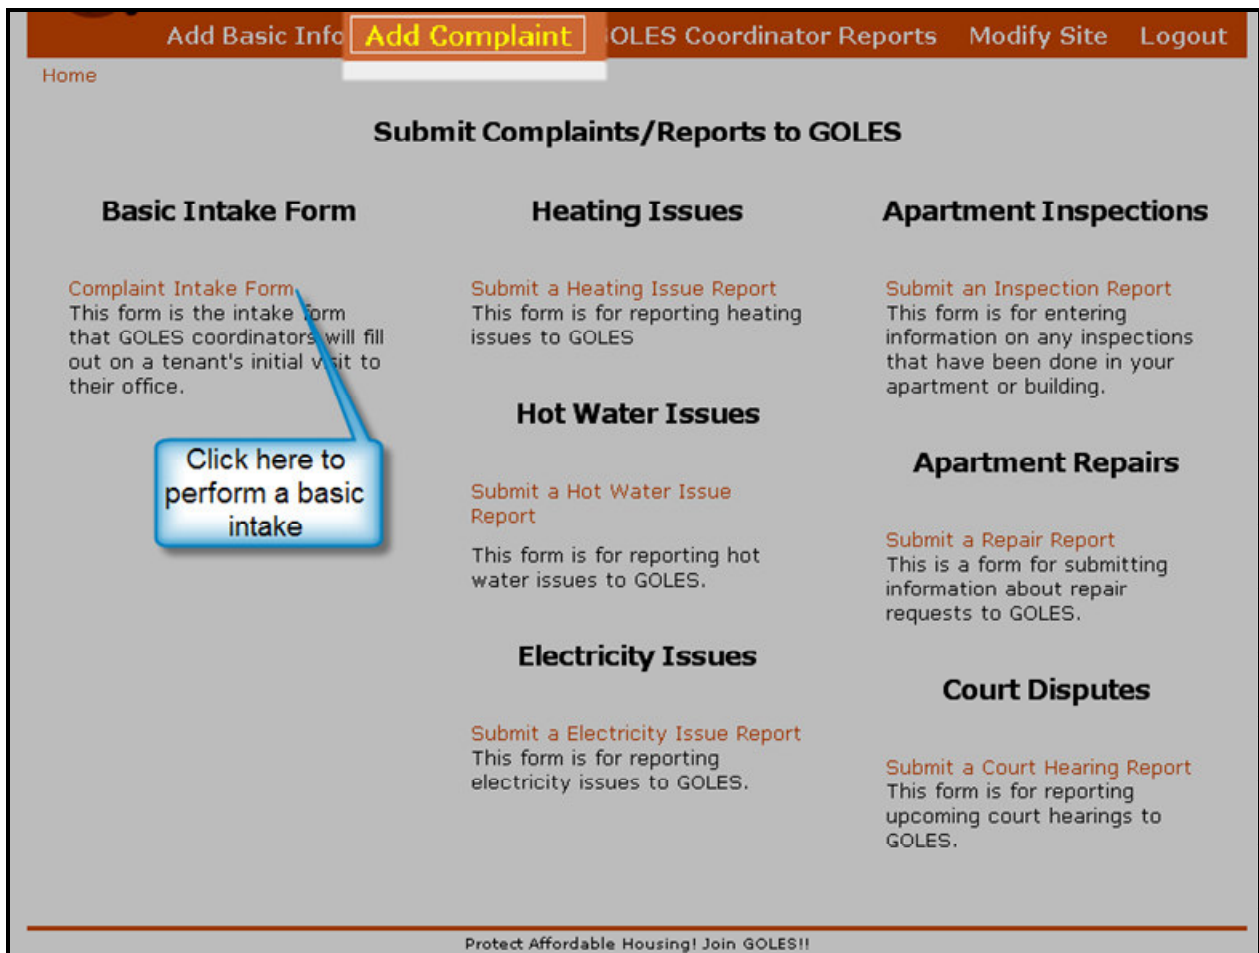 Add Basic Info Add Complaint OLES Coordinator Reports Modify Site Logout
Home
Submit Complaints/Reports to GOLES
Basic Intake Form
Complaint Intake Form
This form is the intake form
that GOLES coordinators will fill
out on a tenant's initial visit to
their office.
Click here to
perform a basic
intake
Heating Issues
Submit a Heating Issue Report
This form is for reporting heating
issues to GOLES
Hot Water Issues
Submit a Hot Water Issue
Report
This form is for reporting hot
water issues to GOLES.
Electricity Issues
Submit a Electricity Issue Report
This form is for reporting
electricity issues to GOLES.
Apartment Inspections
Submit an Inspection Report
This form is for entering
information on any inspections
that have been done in your
apartment or building.
Apartment Repairs
Submit a Repair Report
This is a form for submitting
information about repair
requests to GOLES.
Court Disputes
Submit a Court Hearing Report
This form is for reporting
upcoming court hearings to
GOLES.
Protect Affordable Housing! Join GOLES!!